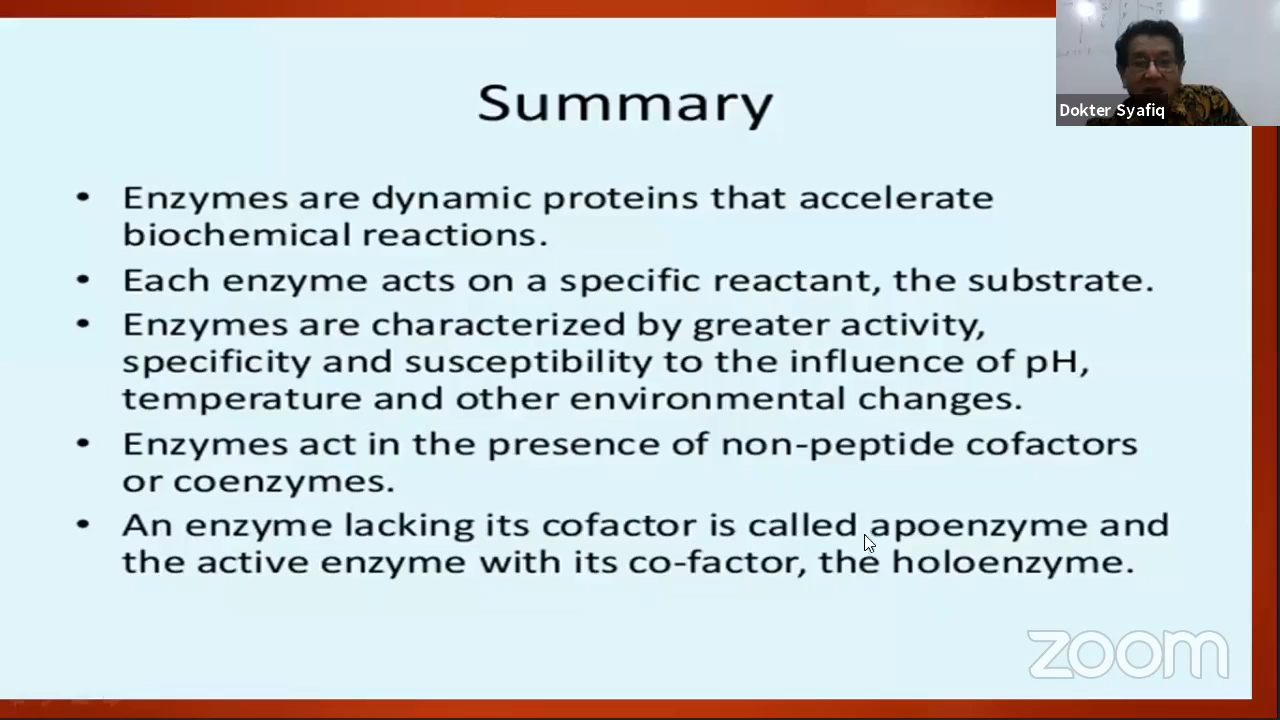 Summary
Dokter Syafiq
• Enzymes are dynamic proteins that accelerate
biochemical reactions.
• Each enzyme acts on a specific reactant, the substrate.
• Enzymes are characterized by greater activity,
specificity and susceptibility to the influence of pH,
temperature and other environmental changes.
• Enzymes act in the presence of non-peptide cofactors
or coenzymes.
• An enzyme lacking its cofactor is called apoenzyme and
the active enzyme with its co-factor, the holoenzyme.
zoom